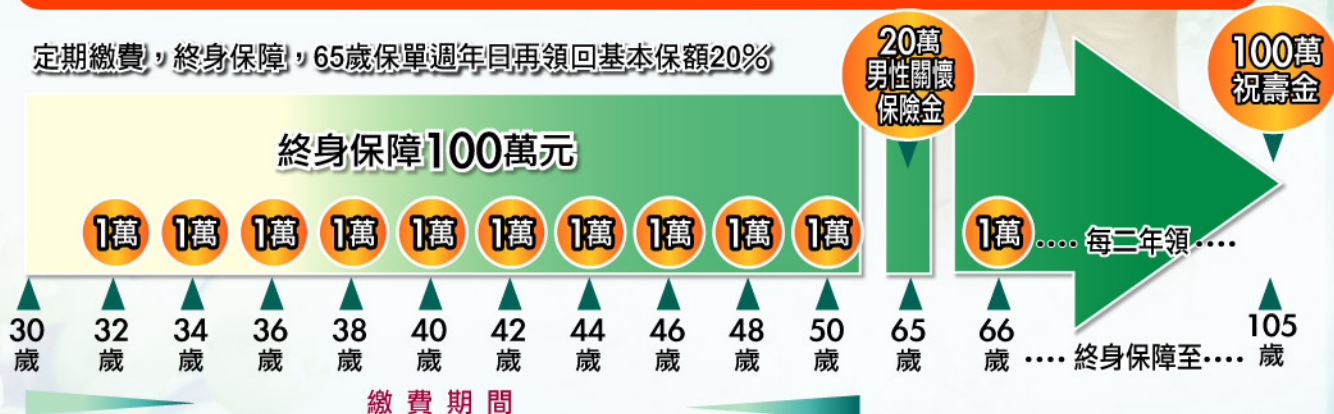 定期繳費，終身保障，65歲保單週年日再領回基本保額20%
20萬
男性關懷
保險金
100萬
祝壽金
終身保障100萬元
1萬 1萬 1萬 1萬 1萬 1萬 1萬 1萬 1萬 1萬 1萬 ‥‥ 每二年領 ‥‥
30 32 34 36 38 40 42 44 46 48 50 65 66 105
歲 歲 歲 歲 歲 歲 歲 歲 歲 歲 歲 歲 歲 ‥‥ 終身保障至 ‥‥ 歲
繳費期間